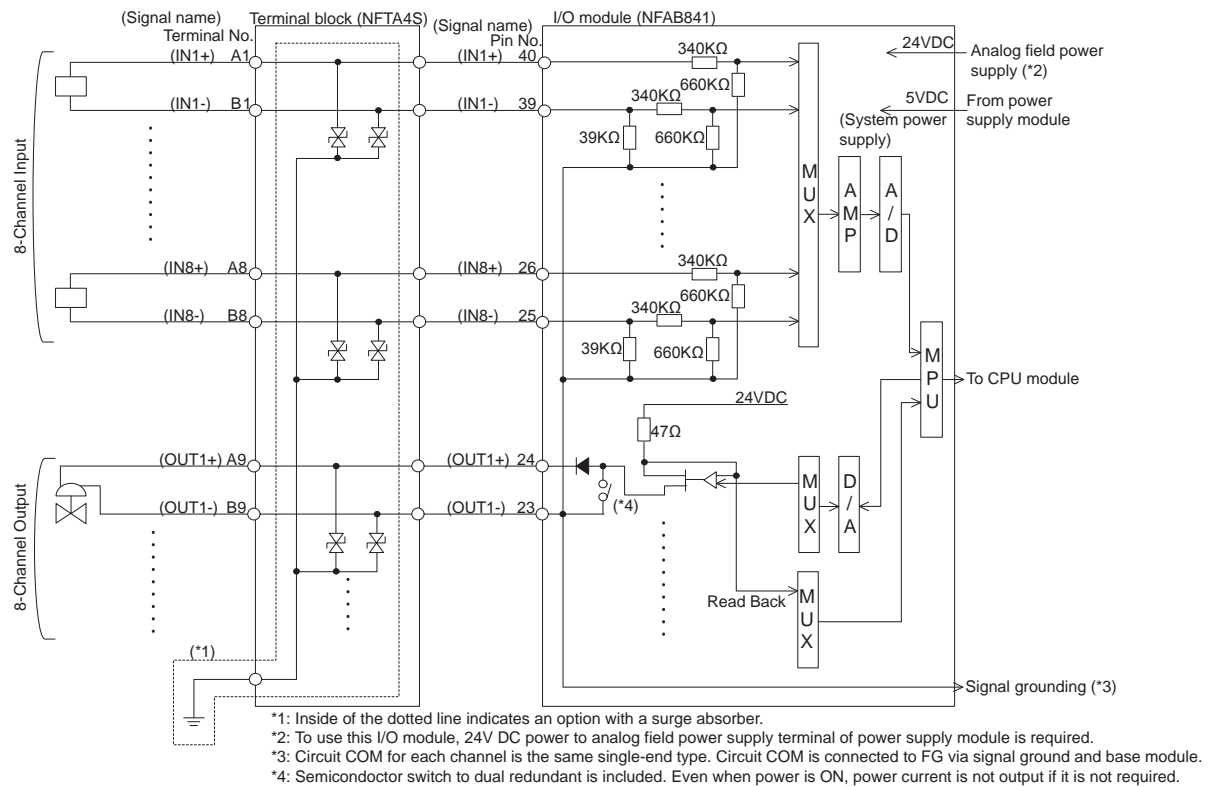 (Signal name) Terminal block (NFTA4S) (Signal name) I/O module (NFAB841)
Terminal No. Pin No.
(IN1+) A1 (IN1+) 40 340KΩ 24VDC Analog field power
supply (*2)
660KΩ
(IN1-) B1 (IN1-) 39 340KΩ 5VDC From power
(System power supply module
supply)
39KΩ 660KΩ
8-Channel Input
MUX
AMP
A/D
(IN8+) A8 (IN8+) 26 340KΩ
660KΩ
(IN8-) B8 (IN8-) 25 340KΩ
39KΩ 660KΩ
MPU
To CPU module
24VDC
47Ω
(OUT1+) A9 (OUT1+) 24
(OUT1-) B9 (OUT1-) 23 (*4)
MUX
D/A
8-Channel Output
Read Back
MUX
(*1)
Signal grounding (*3)
*1: Inside of the dotted line indicates an option with a surge absorber.
*2: To use this I/O module, 24V DC power to analog field power supply terminal of power supply module is required.
*3: Circuit COM for each channel is the same single-end type. Circuit COM is connected to FG via signal ground and base module.
*4: Semicondoctor switch to dual redundant is included. Even when power is ON, power current is not output if it is not required.